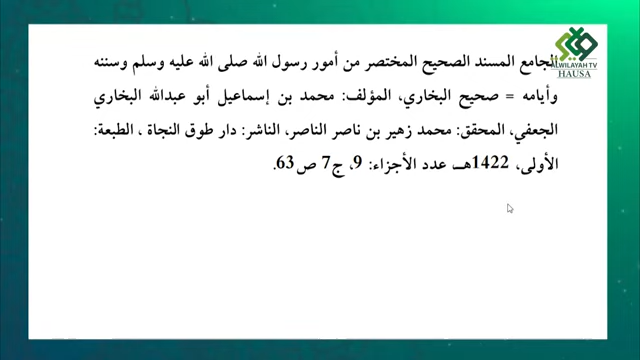 الجامع المسند الصحيح المختصر من أمور رسول الله صلى الله عليه وسلم وسننه
وأيامه = صحيح البخاري، المؤلف: محمد بن إسماعيل أبو عبدالله البخاري
الجعفي، المحقق: محمد زهير بن ناصر الناصر، الناشر: دار طوق النجاة ، الطبعة:
الأولى، 1422هـ، عدد الأجزاء: 9، ج7 ص63.
ALWILAYAH TV
HAUSA